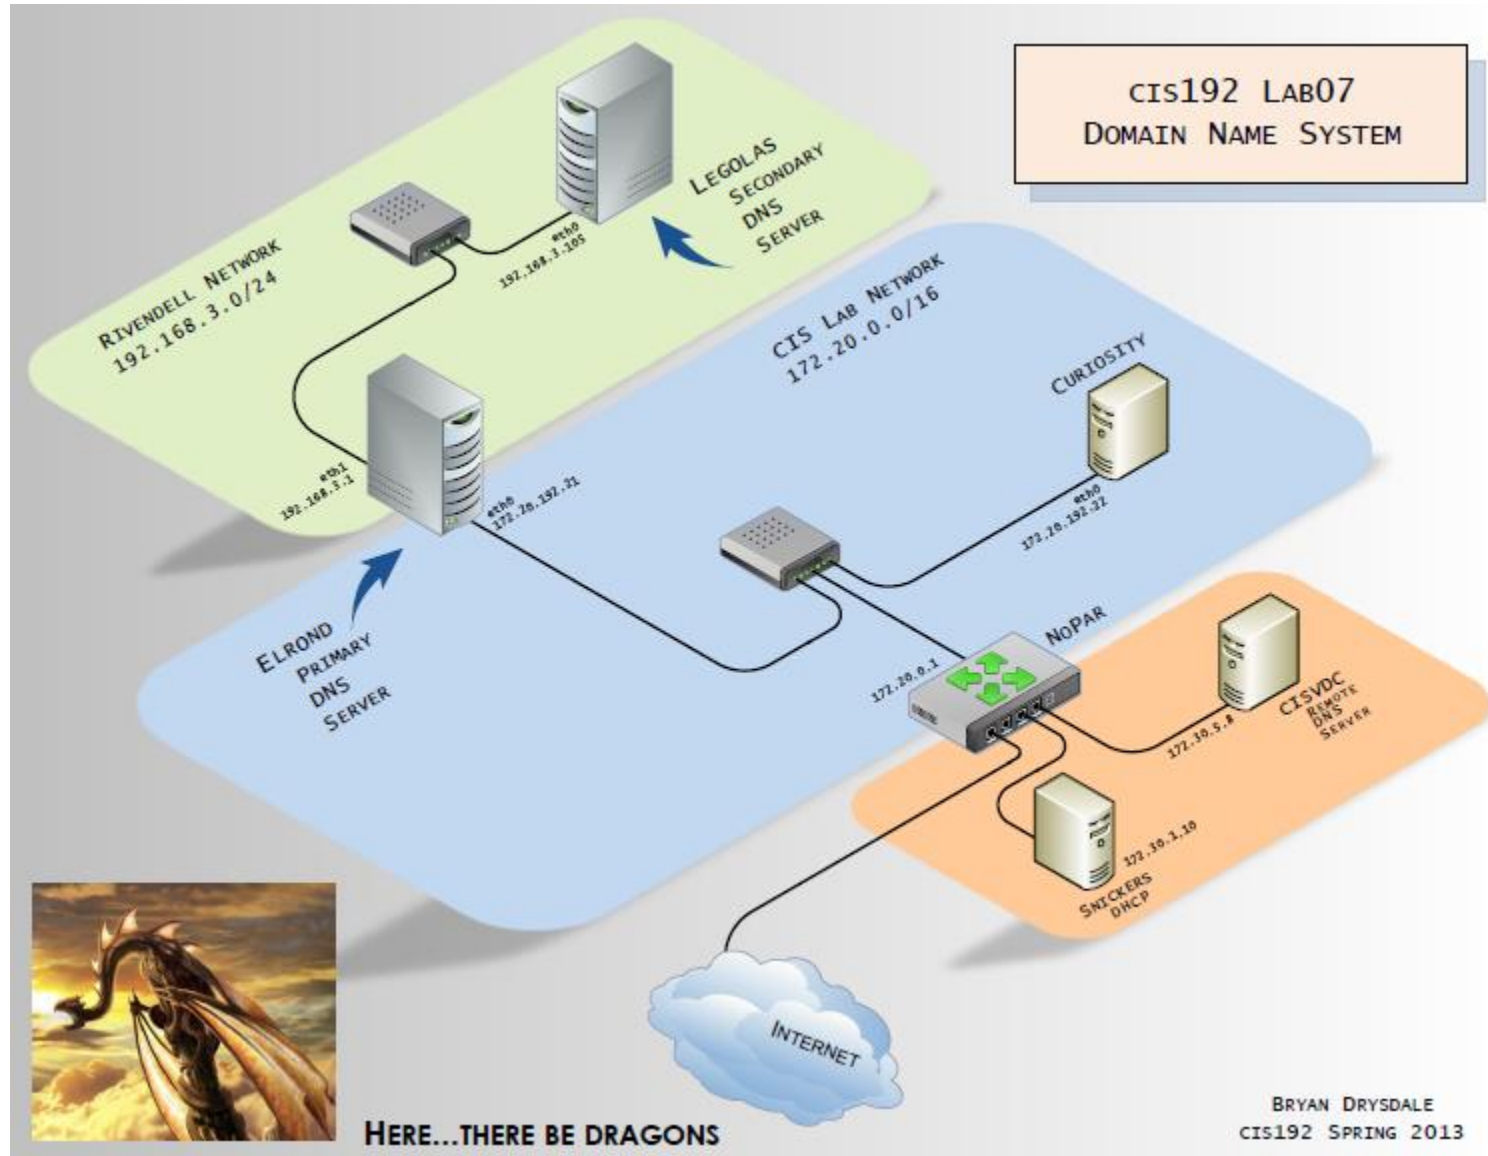 CIS192 LAB07
DOMAIN NAME SYSTEM
LEGOLAS
SECONDARY
DNS
SERVER
eth0
192.168.3.105
RIVENDELL NETWORK
192.168.3.0/24
CIS LAB NETWORK
172.20.0.0/16
CURIOSITY
eth1
192.168.3.1
eth0
172.20.192.21
eth0
172.20.192.22
ELROND
PRIMARY
DNS
SERVER
NOPAR
172.20.0.1
CISVDC
REMOTE
DNS
SERVER
172.30.5.8
172.30.1.10
SNICKERS
DHCP
INTERNET
HERE...THERE BE DRAGONS
BRYAN DRYSDALE
CIS192 SPRING 2013